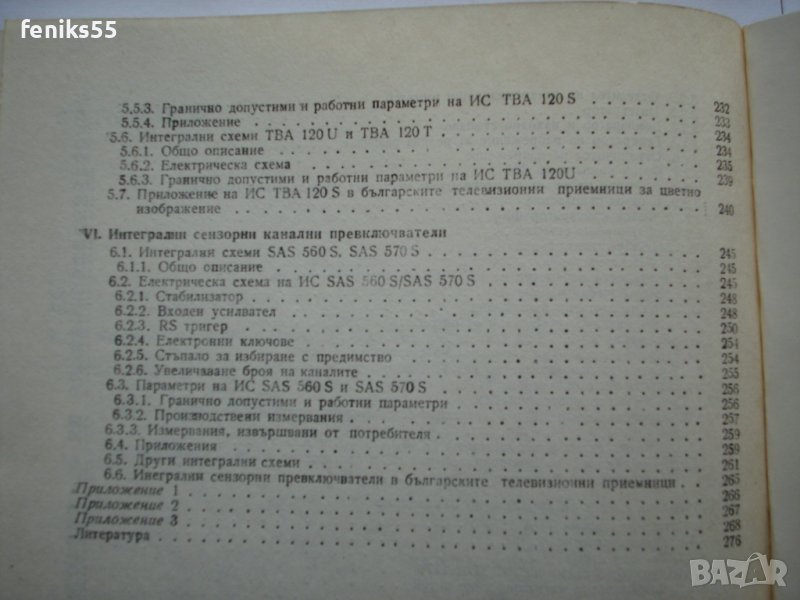 feniks55
5.5.3. Гранично допустими и работни параметри на ИС ТВА 120 S . . . . . . . 232
5.5.4. Приложение . . . . . . . . . . . . . . . . . . . . 233
5.6. Интегрални схеми ТВА 120 U и ТВА 120 Т . . . . . . . . . . . . 234
5.6.1. Общо описание . . . . . . . . . . . . . . . . . . . 234
5.6.2. Електрическа схема . . . . . . . . . . . . . . . . . 235
5.6.3. Гранично допустими и работни параметри на ИС ТВА 120U . . . . . . . 239
5.7. Приложение на ИС ТВА 120 S в българските телевизионни приемници за цветно
изображение . . . . . . . . . . . . . . . . . . . . 240
VI. Интегрални сензорни канални превключватели
6.1. Интегрални схеми SAS 560 S, SAS 570 S . . . . . . . . . . . . 245
6.1.1. Общо описание . . . . . . . . . . . . . . . . . . . 245
6.2. Електрическа схема на ИС SAS 560 S/SAS 570 S . . . . . . . . . . 245
6.2.1. Стабилизатор . . . . . . . . . . . . . . . . . . . 248
6.2.2. Входен усилвател . . . . . . . . . . . . . . . . . . 248
6.2.3. RS тригер . . . . . . . . . . . . . . . . . . . . 250
6.2.4. Електронни ключове . . . . . . . . . . . . . . . . . 254
6.2.5. Стъпало за избиране с предимство . . . . . . . . . . . . . 254
6.2.6. Увеличаване броя на каналите . . . . . . . . . . . . . . 255
6.3. Параметри на ИС SAS 560 S и SAS 570 S . . . . . . . . . . . . 256
6.3.1. Гранично допустими и работни параметри . . . . . . . . . . . 256
6.3.2. Производствени измервания . . . . . . . . . . . . . . . 257
6.3.3. Измервания, извършвани от потребителя . . . . . . . . . . . . 259
6.4. Приложения . . . . . . . . . . . . . . . . . . . . 259
6.5. Други интегрални схеми . . . . . . . . . . . . . . . . 261
6.6. Инегрални сензорни превключватели в българските телевизионни приемници . . 265
Приложение 1 . . . . . . . . . . . . . . . . . . . . 266
Приложение 2 . . . . . . . . . . . . . . . . . . . . 267
Приложение 3 . . . . . . . . . . . . . . . . . . . . 268
Литература . . . . . . . . . . . . . . . . . . . . . 276
BAZAR